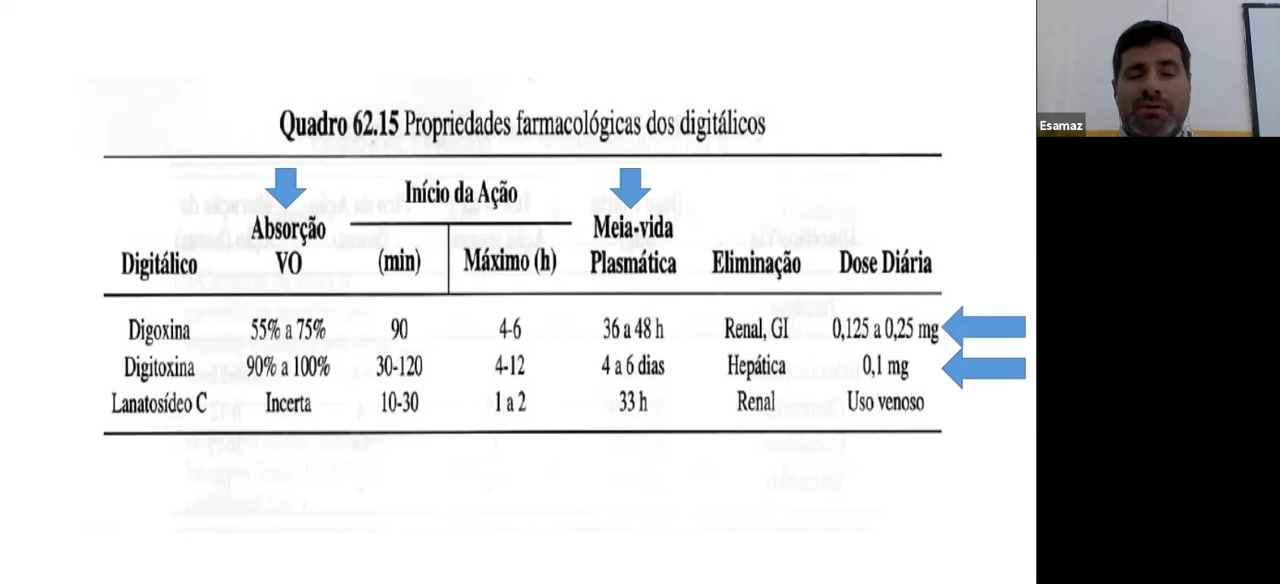 Quadro 62.15 Propriedades farmacológicas dos digitálicos
Início da Ação
Absorção Meia-vida
Digitálico VO (min) Máximo (h) Plasmática Eliminação Dose Diária
Digoxina 55% a 75% 90 4-6 36 a 48 h Renal, GI 0,125 a 0,25 mg
Digitoxina 90% a 100% 30-120 4-12 4 a 6 dias Hepática 0,1 mg
Lanatosídeo C Incerta 10-30 1 a 2 33 h Renal Uso venoso
Esamaz